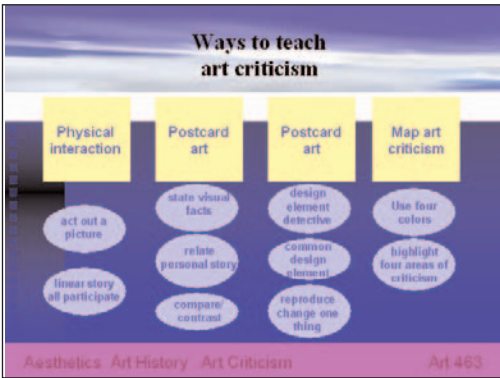 Ways to teach
art criticism
Physical
interaction
Postcard
art
Postcard
art
Map art
criticism
act out a
picture
linear story
all participate
state visual
facts
relate
personal story
compare/
contrast
design
element
detective
common
design
element
reproduce
change one
thing
Use four
colors
highlight
four areas of
criticism
Aesthetics Art History Art Criticism Art 463